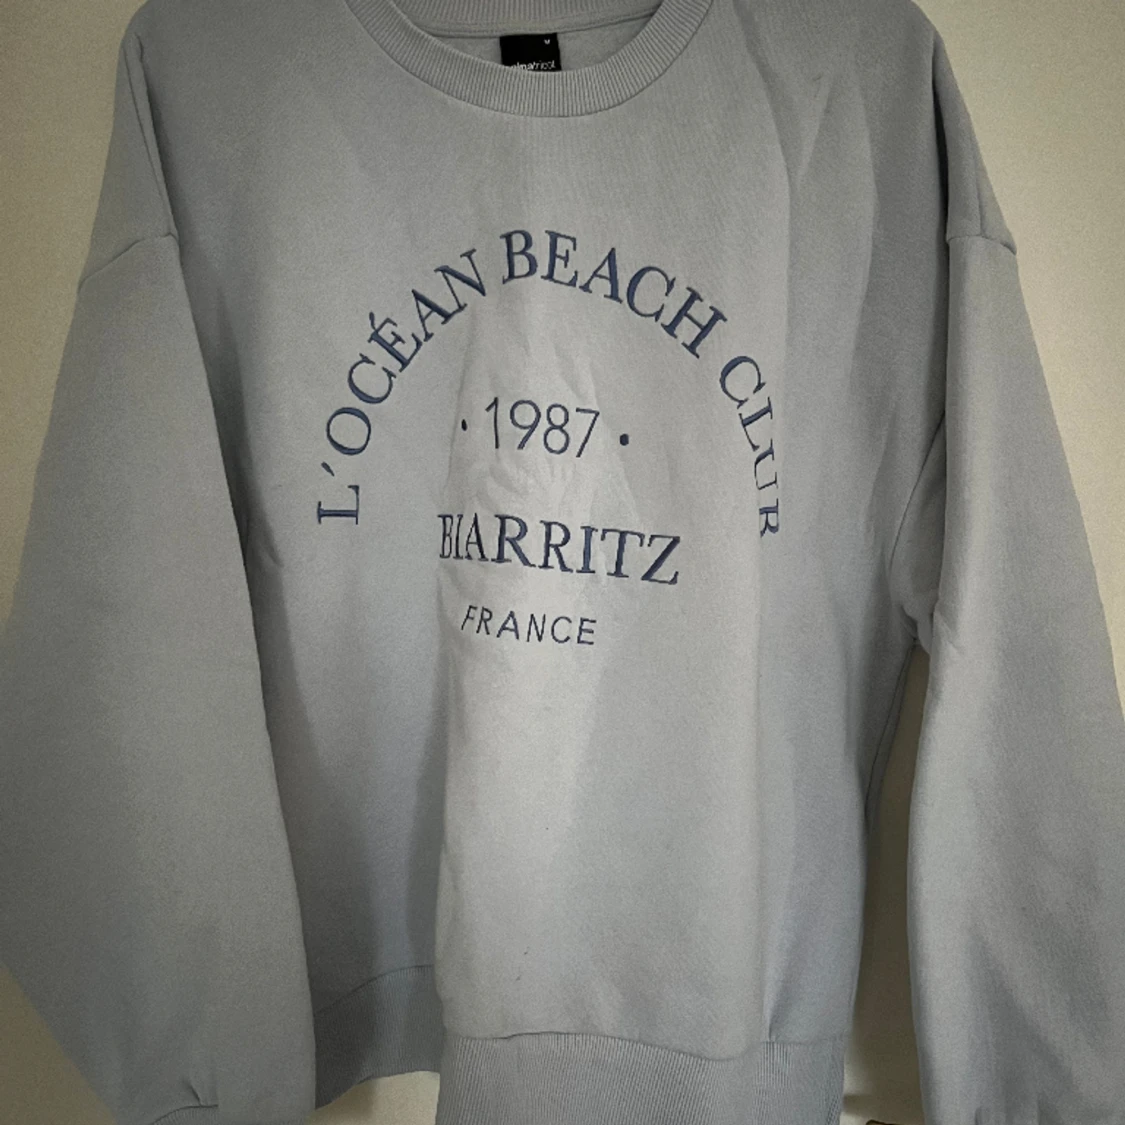 L'OCÉAN BEACH CLUB
· 1987 ·
BIARRITZ
FRANCE